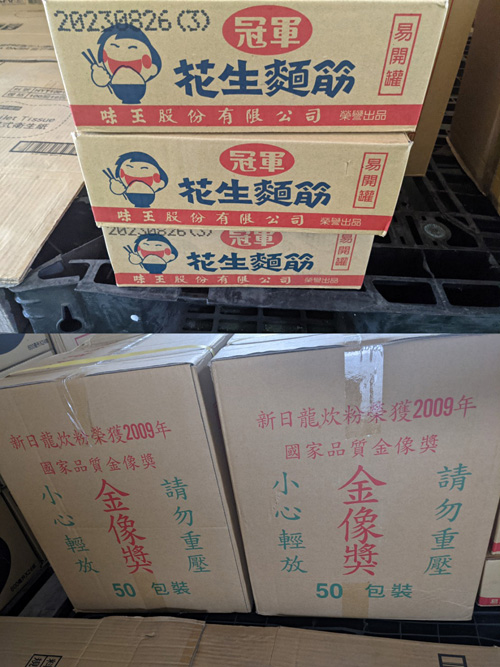 20230826(3)
冠軍
易開罐
花生麵筋
味王股份有限公司 榮譽出品
冠軍
易開罐
花生麵筋
味王股份有限公司 榮譽出品
20230826(3)
冠軍
易開罐
花生麵筋
味王股份有限公司 榮譽出品
新日龍炊粉榮獲2009年
國家品質金像獎
請勿重壓
金像獎
小心輕放
50包裝
新日龍炊粉榮獲2009年
國家品質金像獎
請勿重壓
金像獎
小心輕放
50包裝